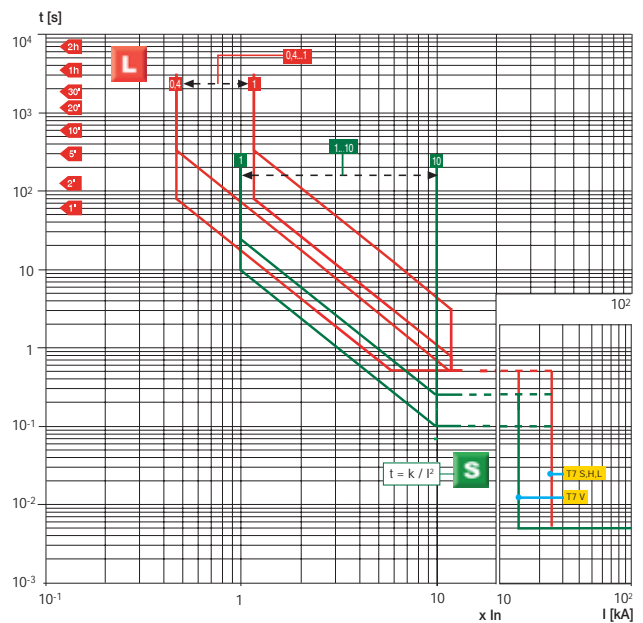 t [s]
10⁴
2h
L
0,4...1
1h
30'
0,4
1
20'
10³
10'
1...10
5'
1
10
2'
10²
1'
10
10²
1
10⁻¹
t = k / I²
S
T7 S,H,L
T7 V
10⁻²
10⁻³
10⁻¹
1
10
10
10²
x In
I [kA]